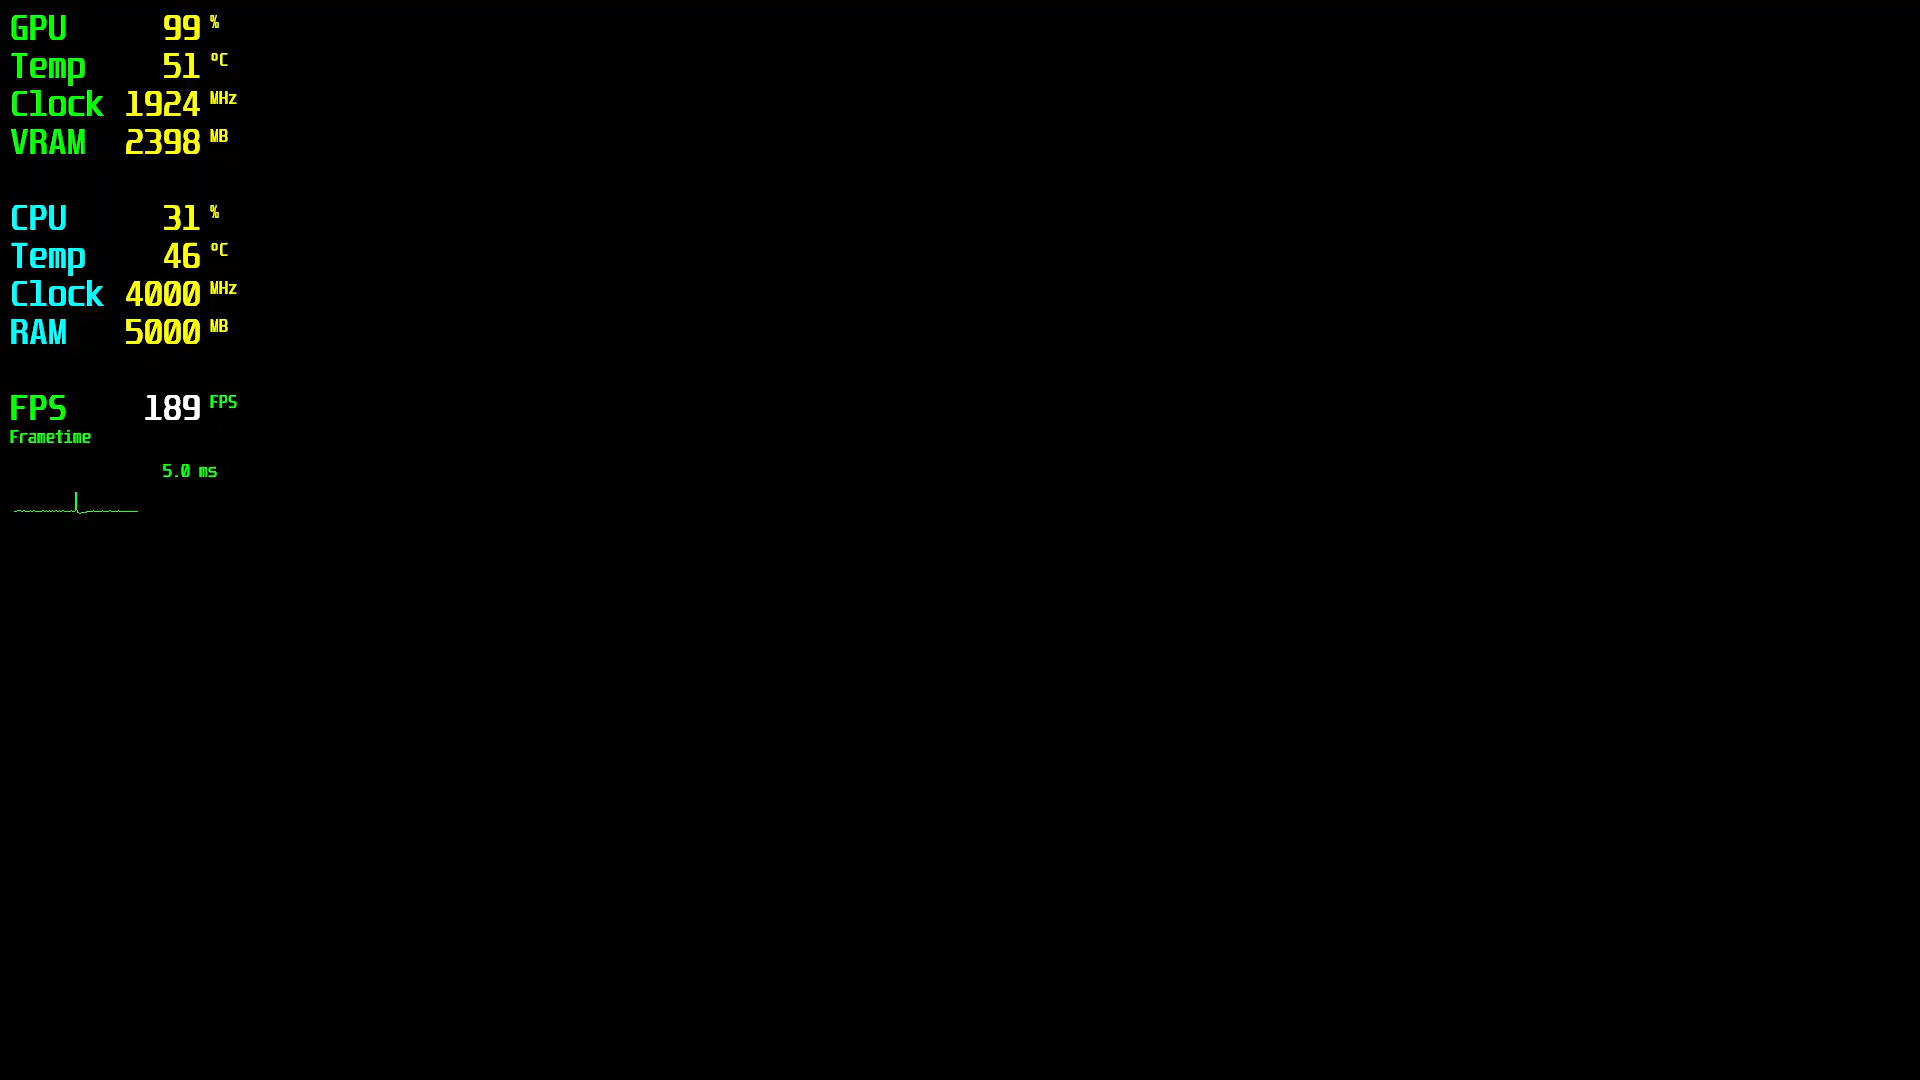 GPU 99 %
Temp 51 °C
Clock 1924 MHz
VRAM 2398 MB
CPU 31 %
Temp 46 °C
Clock 4000 MHz
RAM 5000 MB
FPS 189 FPS
Frametime
5.0 ms